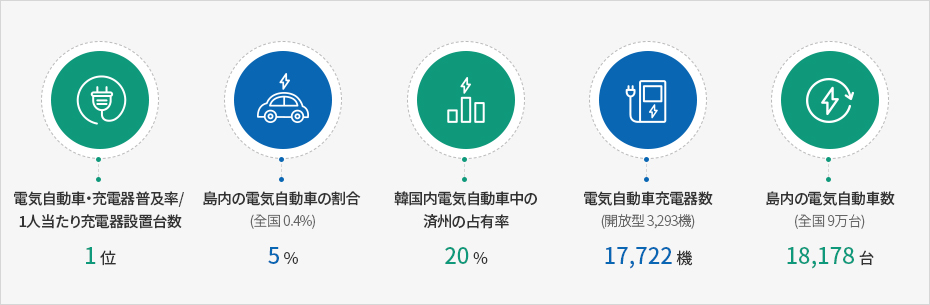 電気自動車・充電器普及率/
1人当たり充電器設置台数
1 位
島内の電気自動車の割合
(全国 0.4%)
5 %
韓国内電気自動車中の
済州の占有率
20 %
電気自動車充電器数
(開放型 3,293機)
17,722 機
島内の電気自動車数
(全国 9万台)
18,178 台